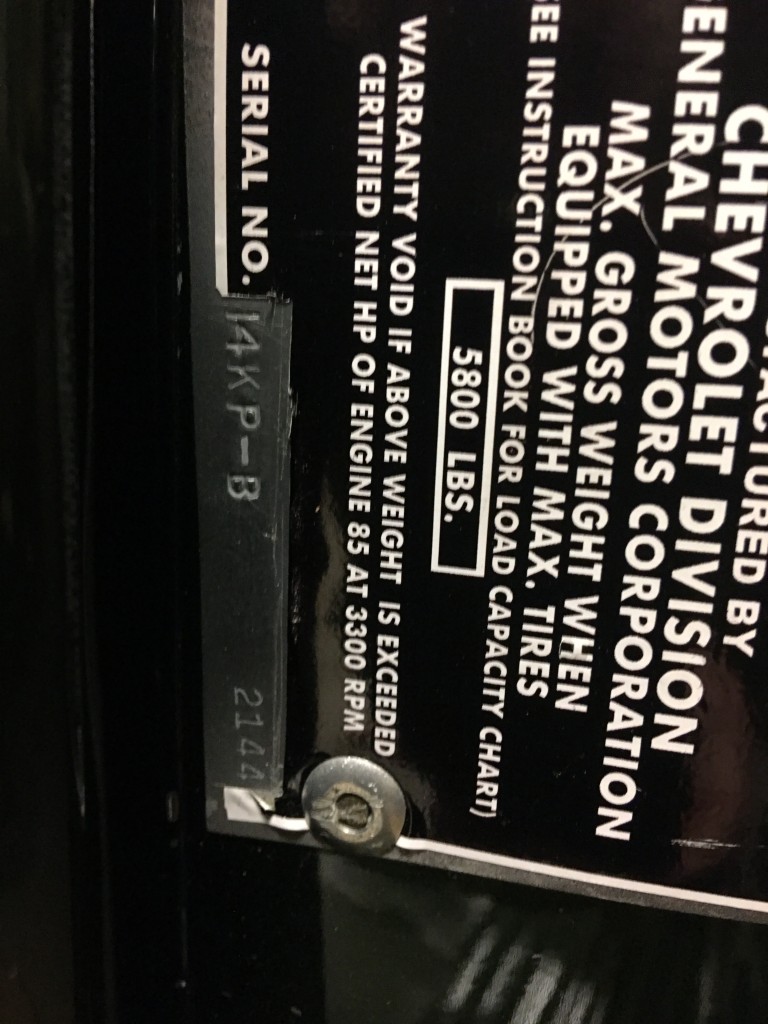 CHEVROLET DIVISION
GENERAL MOTORS CORPORATION
MAX. GROSS WEIGHT WHEN
EQUIPPED WITH MAX. TIRES
SEE INSTRUCTION BOOK FOR LOAD CAPACITY CHART)
5800 LBS.
WARRANTY VOID IF ABOVE WEIGHT IS EXCEEDED
CERTIFIED NET HP OF ENGINE 85 AT 3300 RPM
SERIAL NO. 14KP-B 2144